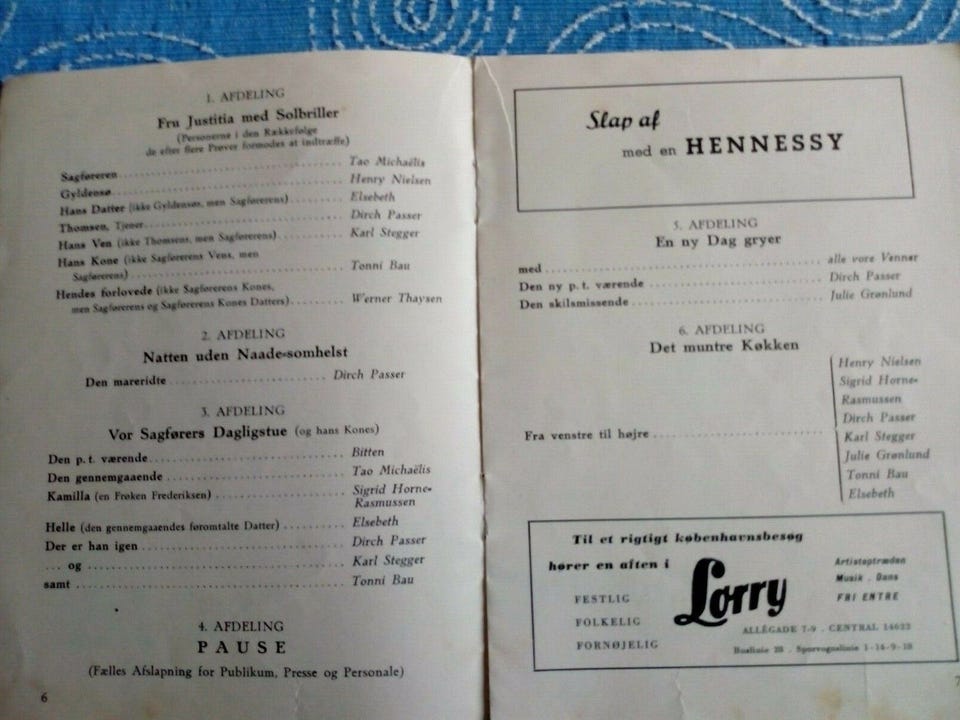 1. AFDELING
Fru Justitia med Solbriller
(Personerne i den Rækkefølge
de efter flere Prøver formodes at indtræffe)
Sagføreren Tao Michaëlis
Gyldensø Henry Nielsen
Hans Datter (ikke Gyldensøs, men Sagførerens) Elsebeth
Thomsen, Tjener Dirch Passer
Hans Ven (ikke Thomsens, men Sagførerens) Karl Stegger
Hans Kone (ikke Sagførerens Vens, men
Sagførerens) Tonni Bau
Hendes forlovede (ikke Sagførerens Kones,
men Sagførerens og Sagførerens Kones Datters) Werner Thaysen
2. AFDELING
Natten uden Naade-somhelst
Den mareridte Dirch Passer
3. AFDELING
Vor Sagførers Dagligstue (og hans Kones)
Den p. t. værende Bitten
Den gennemgaaende Tao Michaëlis
Kamilla (en Frøken Frederiksen) Sigrid Horne-
Rasmussen
Helle (den gennemgaaendes føromtalte Datter) Elsebeth
Der er han igen Dirch Passer
... og Karl Stegger
samt Tonni Bau
4. AFDELING
PAUSE
(Fælles Afslapning for Publikum, Presse og Personale)
6
Slap af
med en HENNESSY
5. AFDELING
En ny Dag gryer
med alle vore Venner
Den ny p. t. værende Dirch Passer
Den skilsmissende Julie Grønlund
6. AFDELING
Det muntre Køkken
Fra venstre til højre
Henry Nielsen
Sigrid Horne-
Rasmussen
Dirch Passer
Karl Stegger
Julie Grønlund
Tonni Bau
Elsebeth
Til et rigtigt københavnsbesøg
hører en aften i
Lorry
FESTLIG
FOLKELIG
FORNØJELIG
Artistoptræden
Musik . Dans
FRI ENTRE
ALLÉGADE 7-9 . CENTRAL 14632
Buslinie 28 . Sporvognslinie 1-14-9-18
7